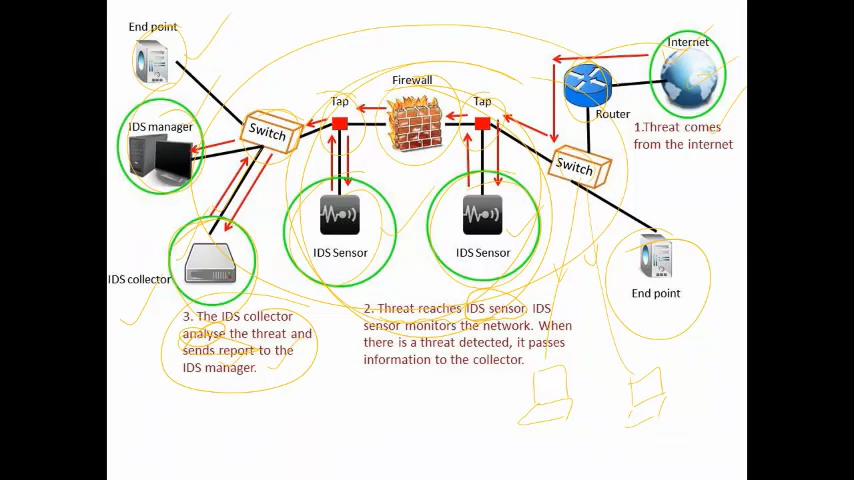 End point
Internet
Firewall
Tap
Tap
Router
IDS manager
Switch
1.Threat comes
from the internet
Switch
IDS Sensor
IDS Sensor
IDS collector
End point
3. The IDS collector
analyse the threat and
sends report to the
IDS manager.
2. Threat reaches IDS sensor. IDS
sensor monitors the network. When
there is a threat detected, it passes
information to the collector.